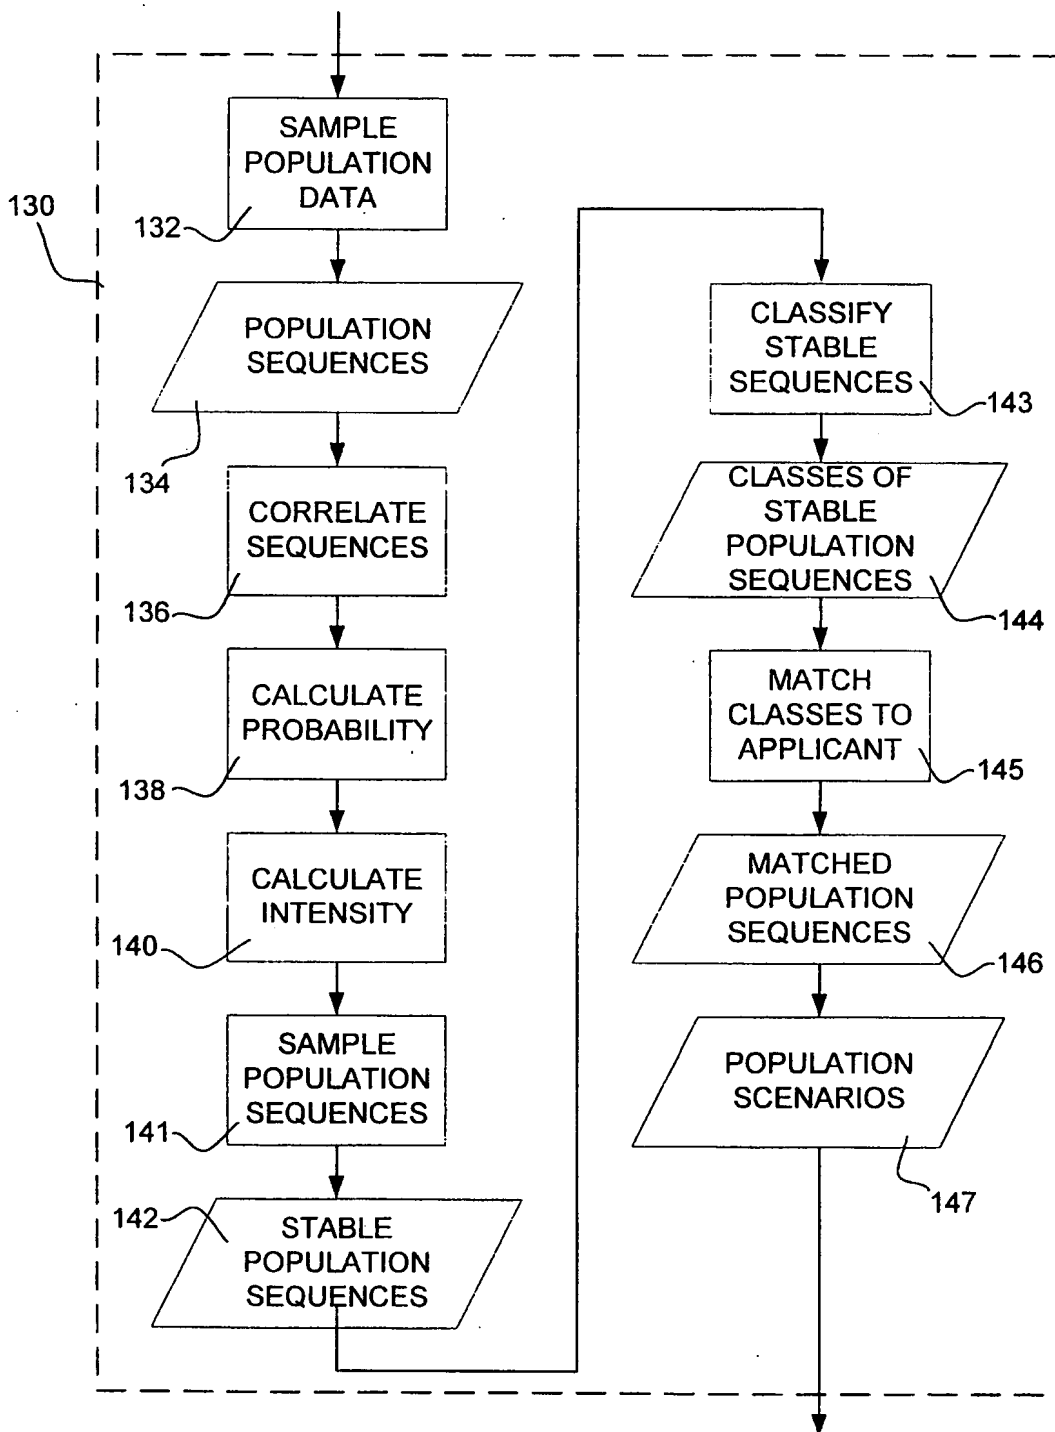 SAMPLE
POPULATION
DATA
132
130
POPULATION
SEQUENCES
134
CORRELATE
SEQUENCES
136
CALCULATE
PROBABILITY
138
CALCULATE
INTENSITY
140
SAMPLE
POPULATION
SEQUENCES
141
142
STABLE
POPULATION
SEQUENCES
CLASSIFY
STABLE
SEQUENCES
143
CLASSES OF
STABLE
POPULATION
SEQUENCES
144
MATCH
CLASSES TO
APPLICANT
145
MATCHED
POPULATION
SEQUENCES
146
POPULATION
SCENARIOS
147